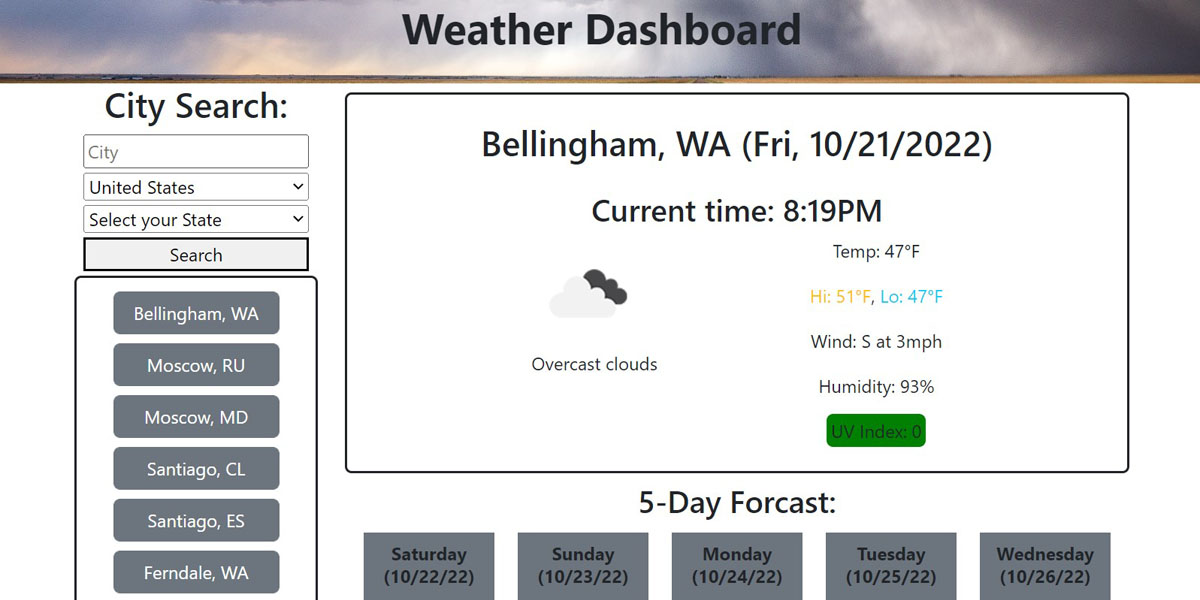 Weather Dashboard
City Search:
City
United States
Select your State
Search
Bellingham, WA
Moscow, RU
Moscow, MD
Santiago, CL
Santiago, ES
Ferndale, WA
Bellingham, WA (Fri, 10/21/2022)
Current time: 8:19PM
Overcast clouds
Temp: 47°F
Hi: 51°F, Lo: 47°F
Wind: S at 3mph
Humidity: 93%
UV Index: 0
5-Day Forcast:
Saturday
(10/22/22)
Sunday
(10/23/22)
Monday
(10/24/22)
Tuesday
(10/25/22)
Wednesday
(10/26/22)